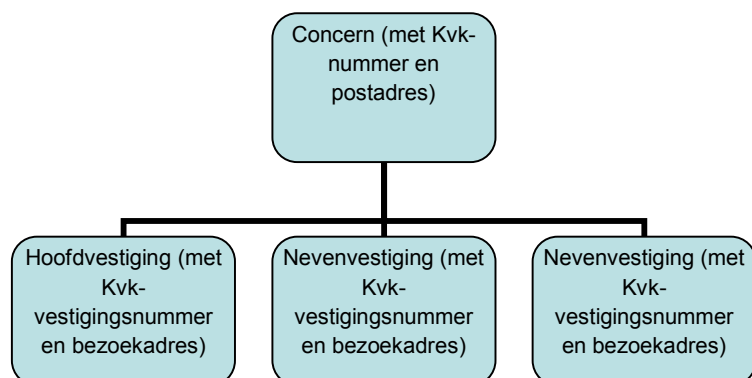 Concern (met Kvk-
nummer en
postadres)
Hoofdvestiging (met
Kvk-
vestigingsnummer
en bezoekadres)
Nevenvestiging (met
Kvk-
vestigingsnummer
en bezoekadres)
Nevenvestiging (met
Kvk-
vestigingsnummer
en bezoekadres)